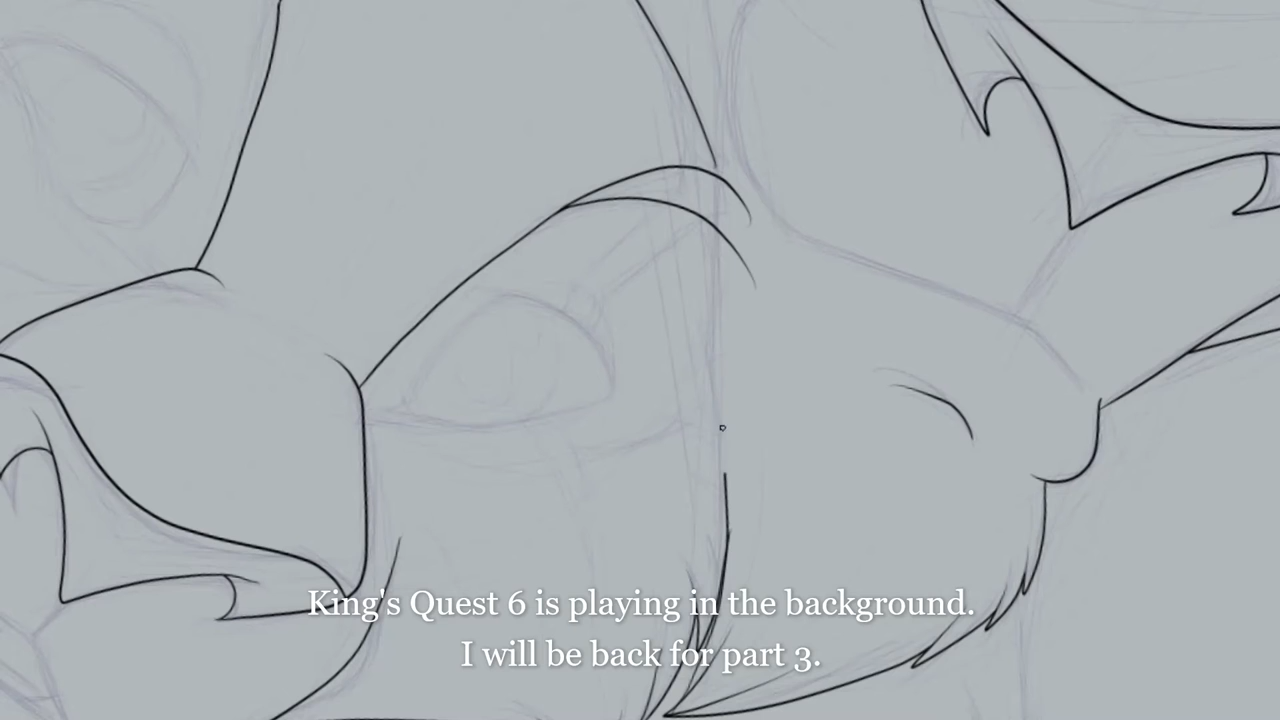 King's Quest 6 is playing in the background.
I will be back for part 3.